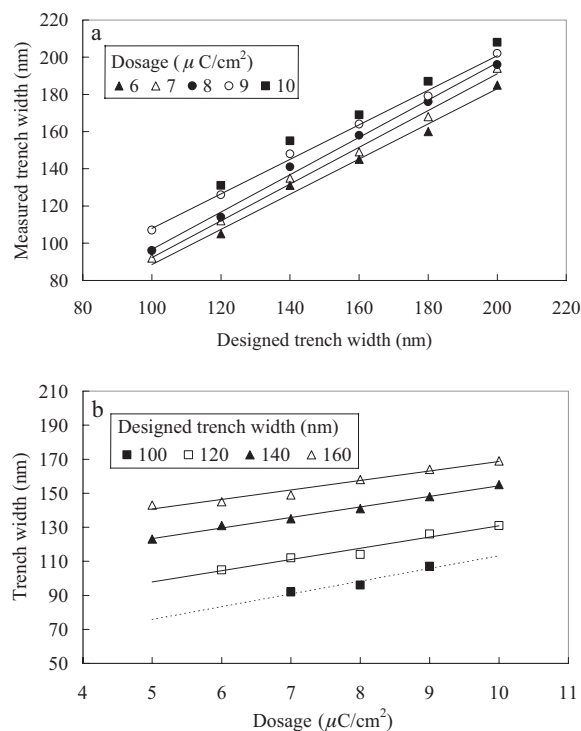 a
Dosage ( μ C/cm²)
▲ 6 △ 7 ● 8 ○ 9 ■ 10
Measured trench width (nm)
220
200
180
160
140
120
100
80
80 100 120 140 160 180 200 220
Designed trench width (nm)
b
Designed trench width (nm)
■ 100 □ 120 ▲ 140 △ 160
Trench width (nm)
210
190
170
150
130
110
90
70
50
4 5 6 7 8 9 10 11
Dosage (μC/cm²)